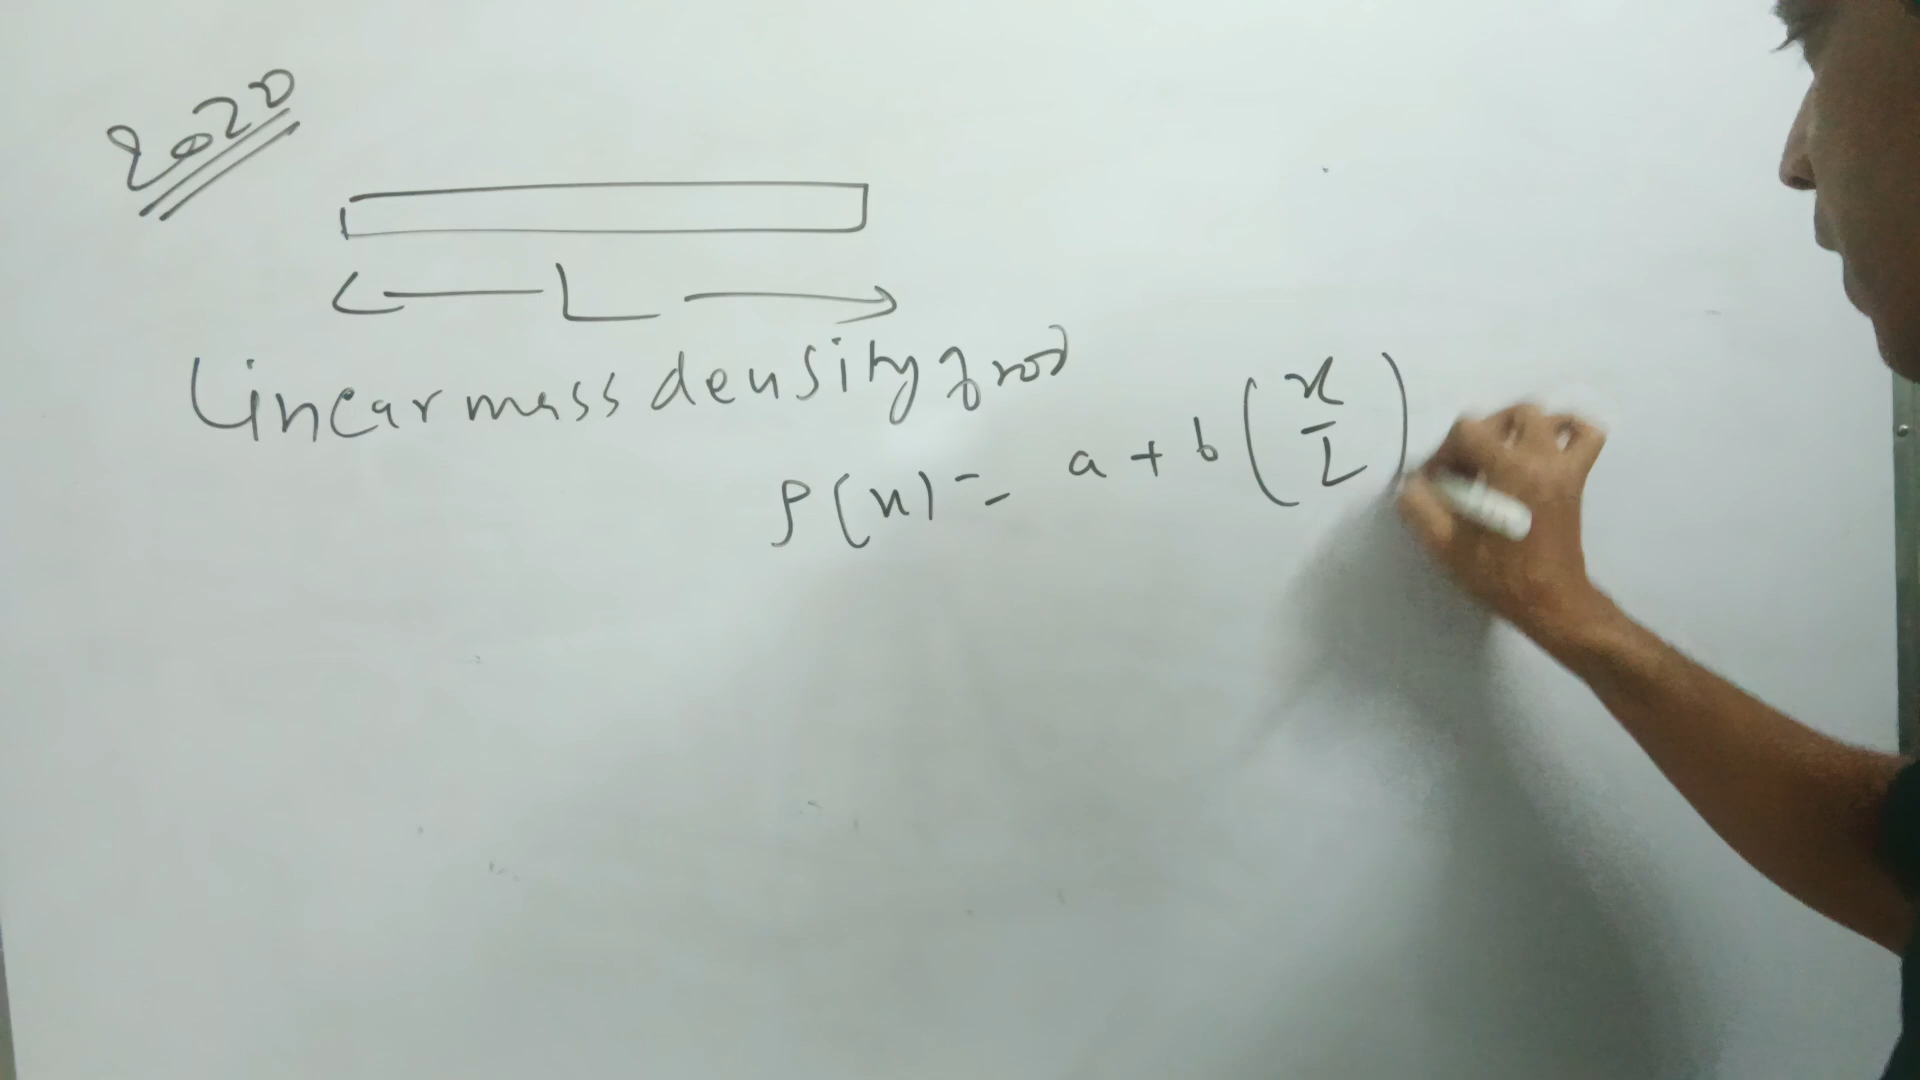 2020
L
Linear mass density of rod
ρ(x) = a + b (x/L)